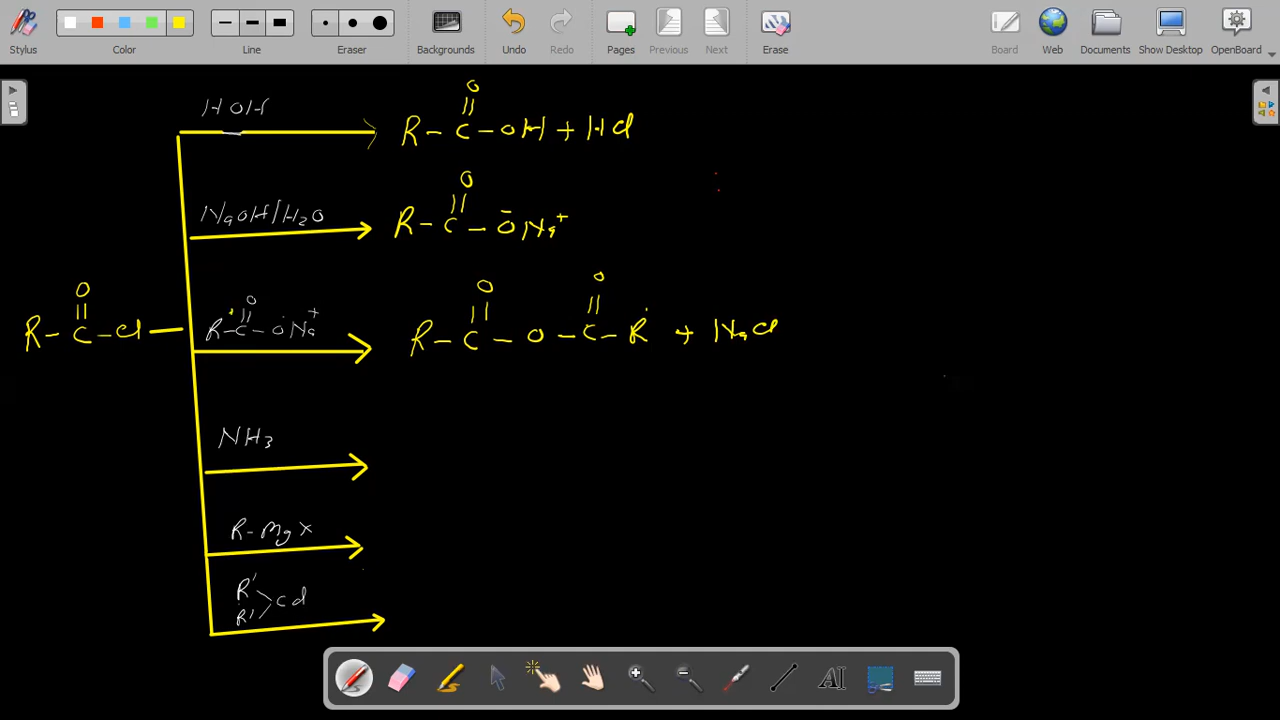 Stylus Color Line Eraser Backgrounds Undo Redo Pages Previous Next Erase Board Web Documents Show Desktop OpenBoard
HOH
O
R-C-OH + HCl
NaOH/H2O
O
R-C-O⁻Na⁺
O
R-C-Cl
O
R'-C-O⁻Na⁺
O O
R-C-O-C-R' + NaCl
NH3
R-MgX
R'
Cd
R'